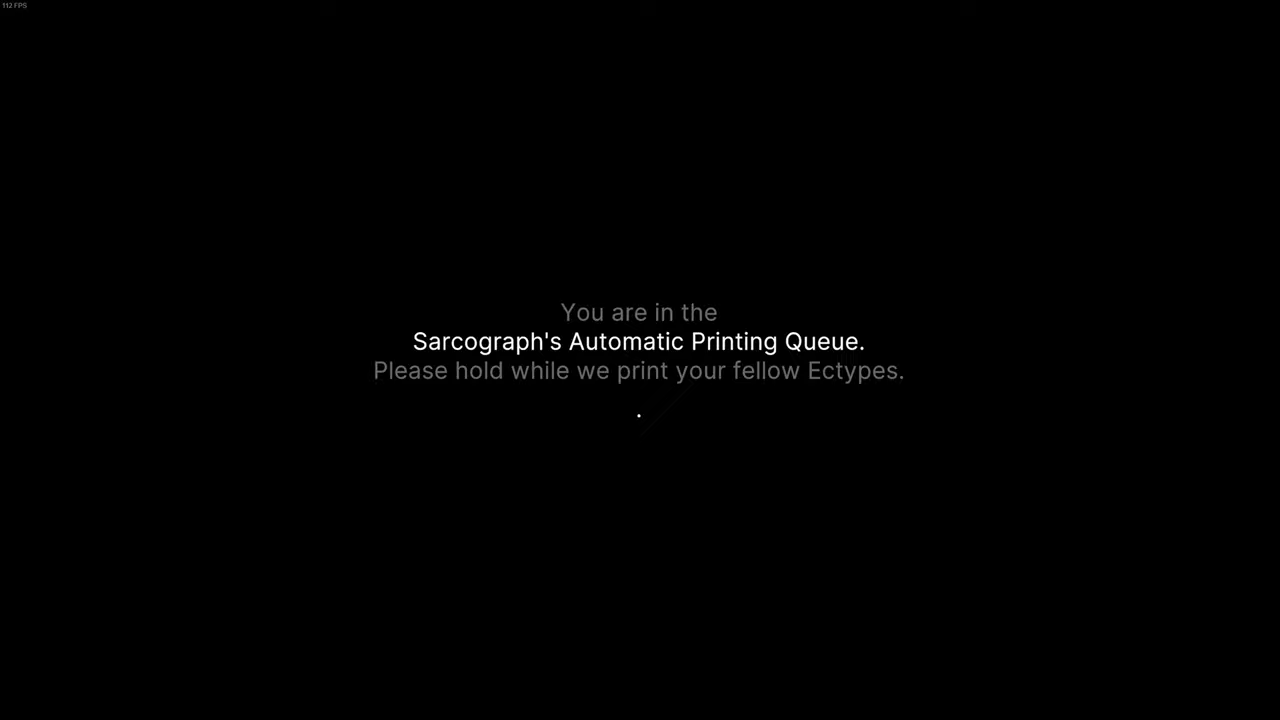 112 FPS
You are in the
Sarcograph's Automatic Printing Queue.
Please hold while we print your fellow Ectypes.